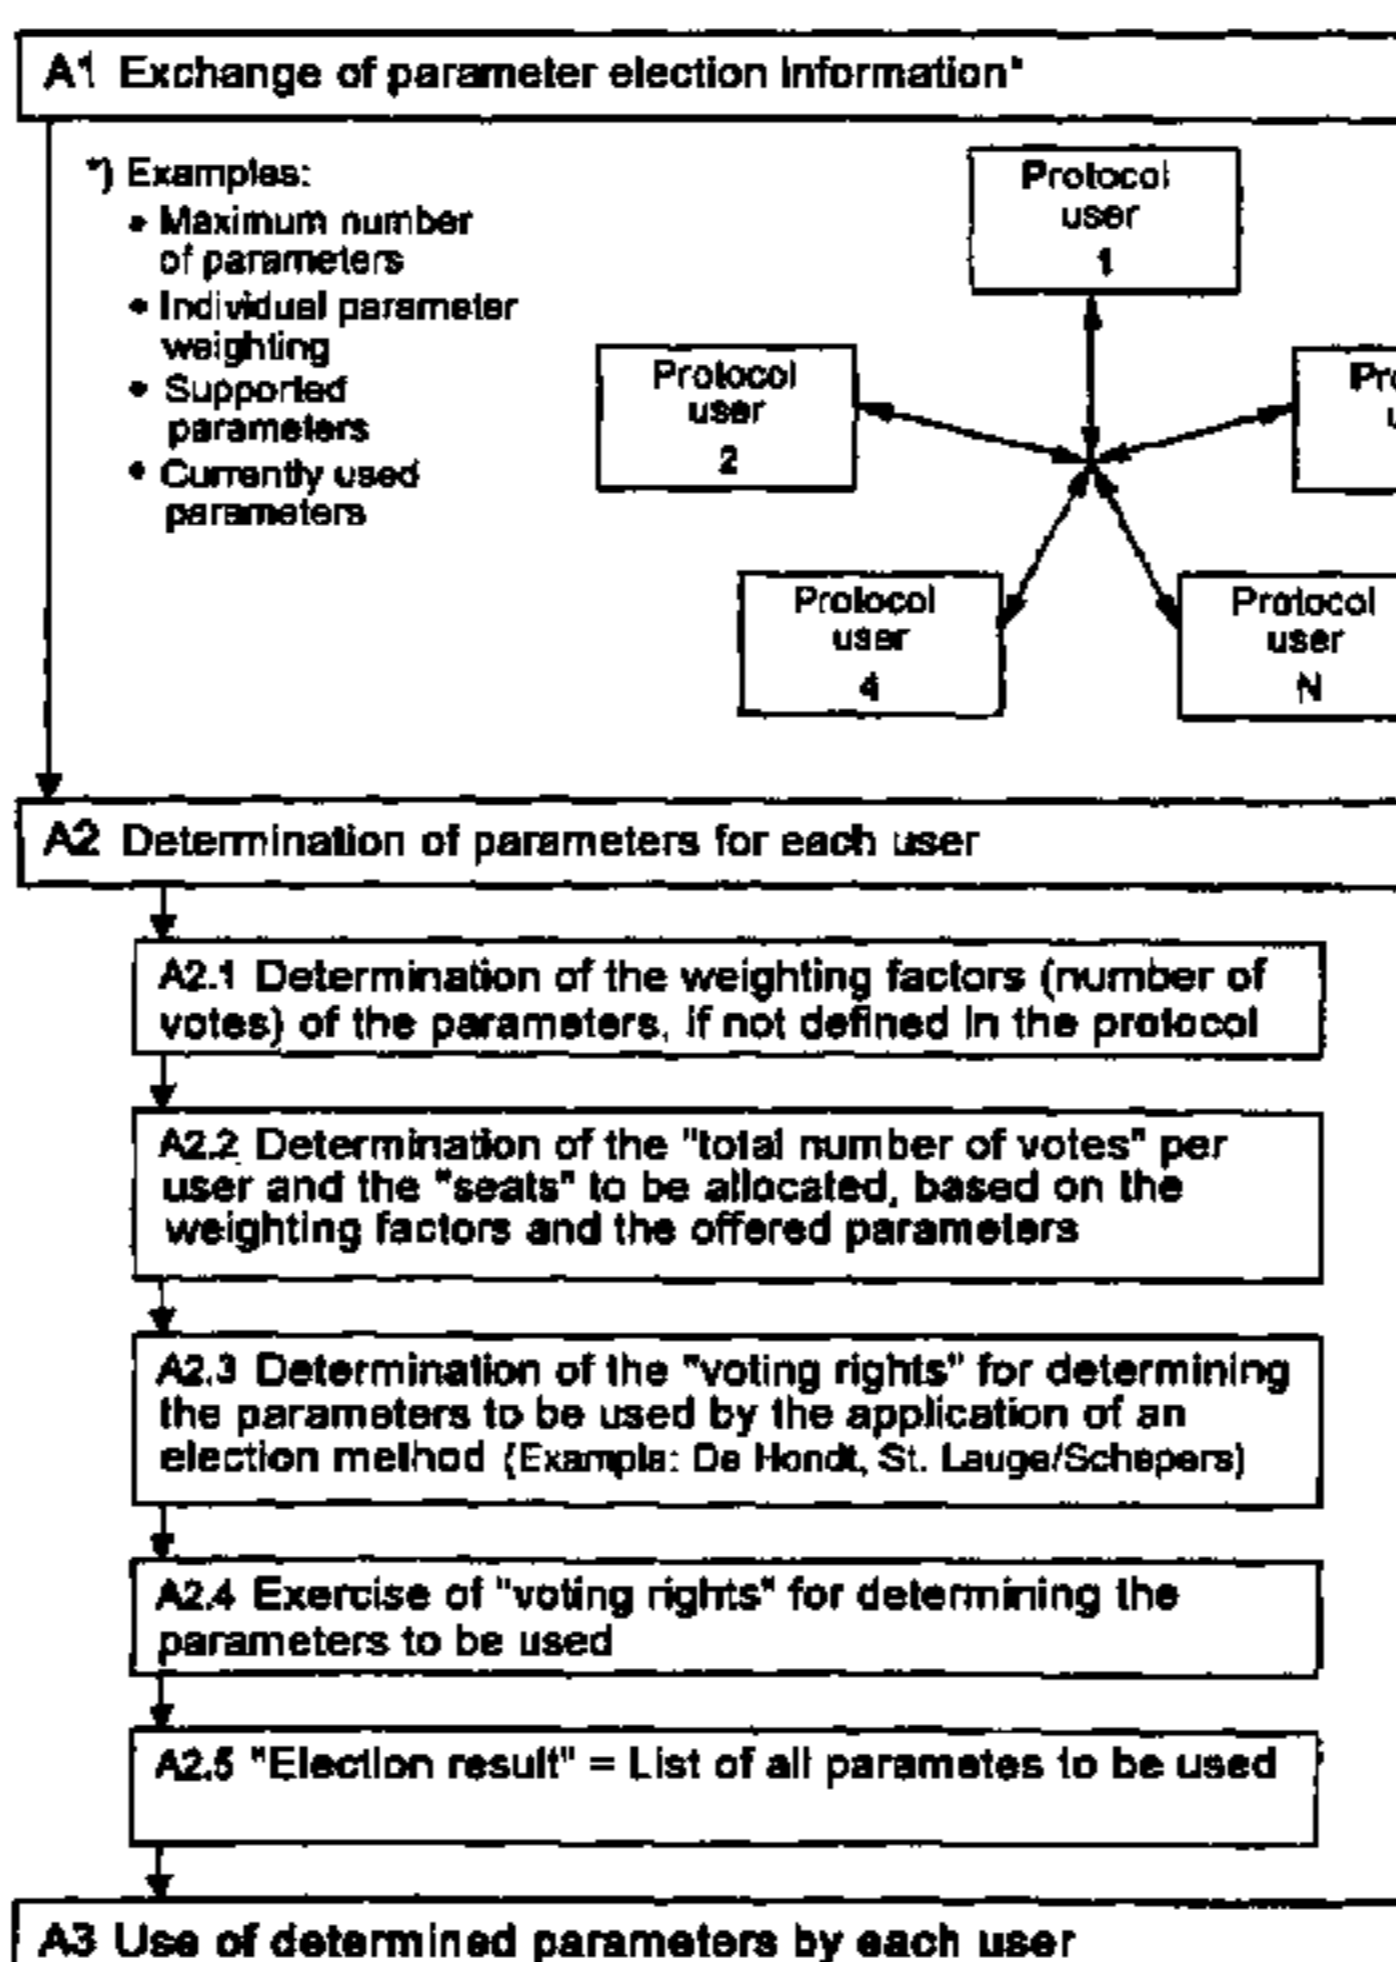 A1 Exchange of parameter election information*
*) Examples:
• Maximum number
of parameters
• Individual parameter
weighting
• Supported
parameters
• Currently used
parameters
Protocol
user
1
Protocol
user
2
Protocol
user
4
Protocol
user
N
A2 Determination of parameters for each user
A2.1 Determination of the weighting factors (number of
votes) of the parameters, if not defined in the protocol
A2.2 Determination of the "total number of votes" per
user and the "seats" to be allocated, based on the
weighting factors and the offered parameters
A2.3 Determination of the "voting rights" for determining
the parameters to be used by the application of an
election method (Example: De Hondt, St. Lauge/Schepers)
A2.4 Exercise of "voting rights" for determining the
parameters to be used
A2.5 "Election result" = List of all parametes to be used
A3 Use of determined parameters by each user